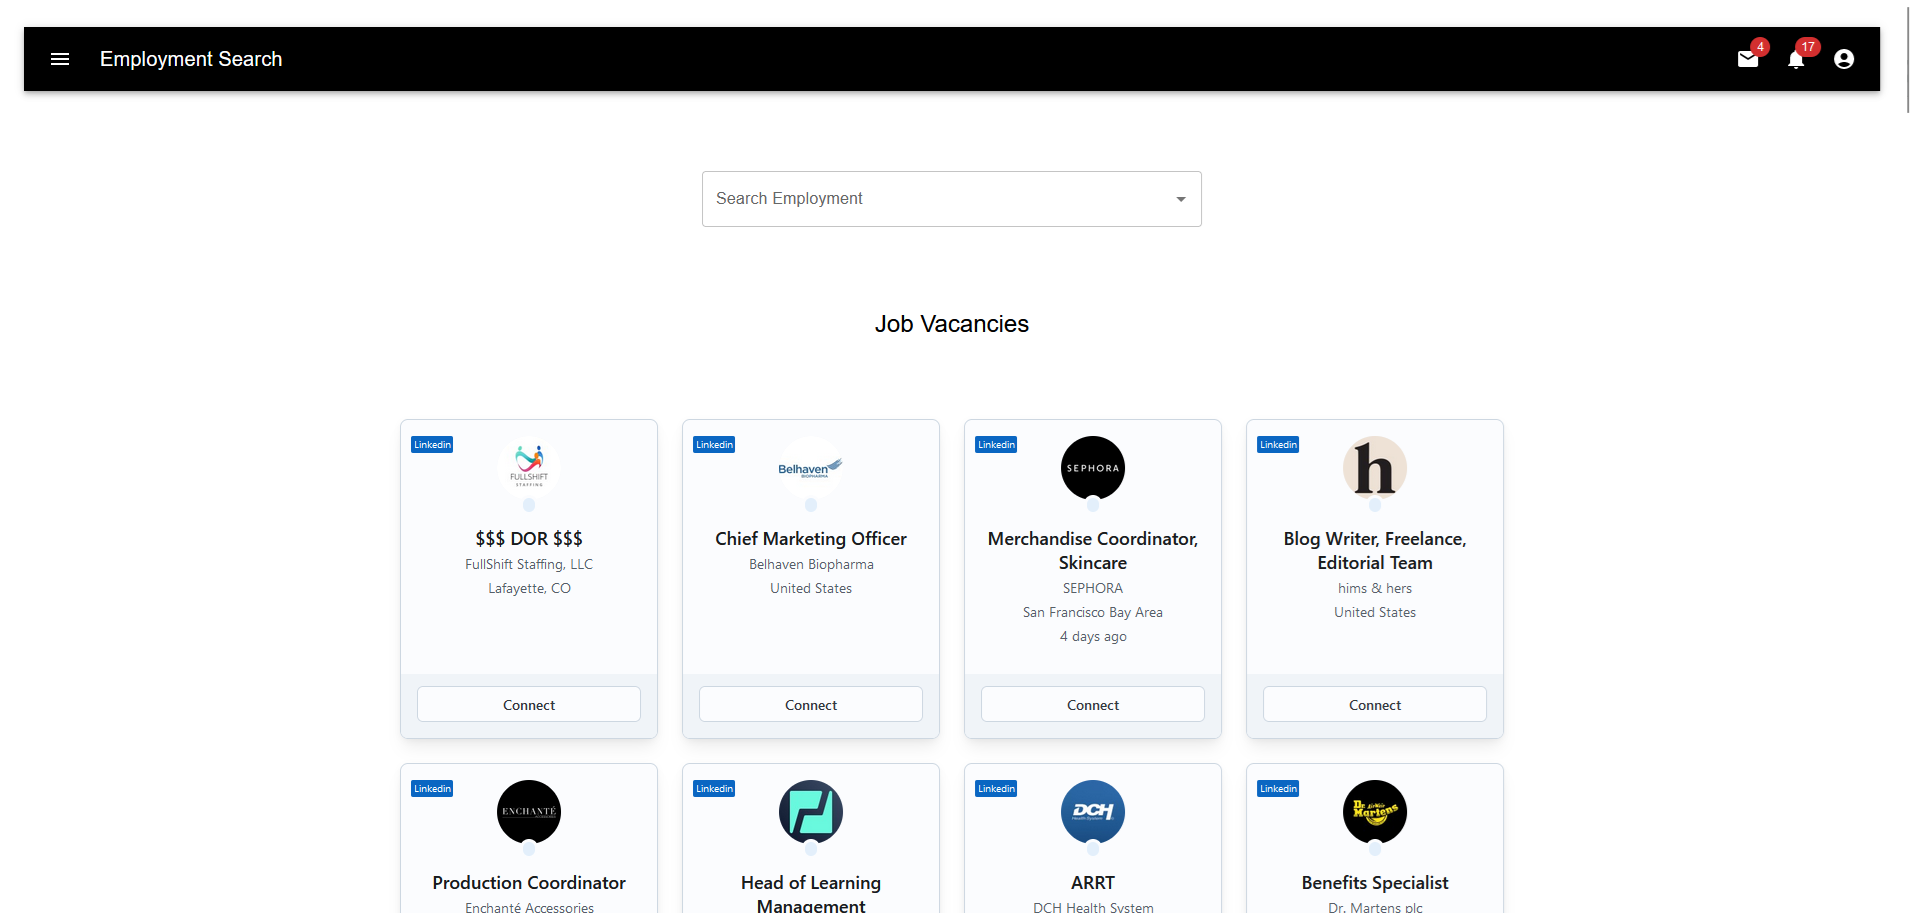 Employment Search
4
17
Search Employment
Job Vacancies
Linkedin
FULLSHIFT
STAFFING
$$$ DOR $$$
FullShift Staffing, LLC
Lafayette, CO
Connect
Linkedin
Belhaven
BIOPHARMA
Chief Marketing Officer
Belhaven Biopharma
United States
Connect
Linkedin
SEPHORA
Merchandise Coordinator,
Skincare
SEPHORA
San Francisco Bay Area
4 days ago
Connect
Linkedin
h
Blog Writer, Freelance,
Editorial Team
hims & hers
United States
Connect
Linkedin
ENCHANTÉ
Production Coordinator
Enchanté Accessories
Linkedin
Head of Learning
Management
Linkedin
DCH
Health System
ARRT
DCH Health System
Linkedin
Dr. AirWair
Martens
Benefits Specialist
Dr. Martens plc